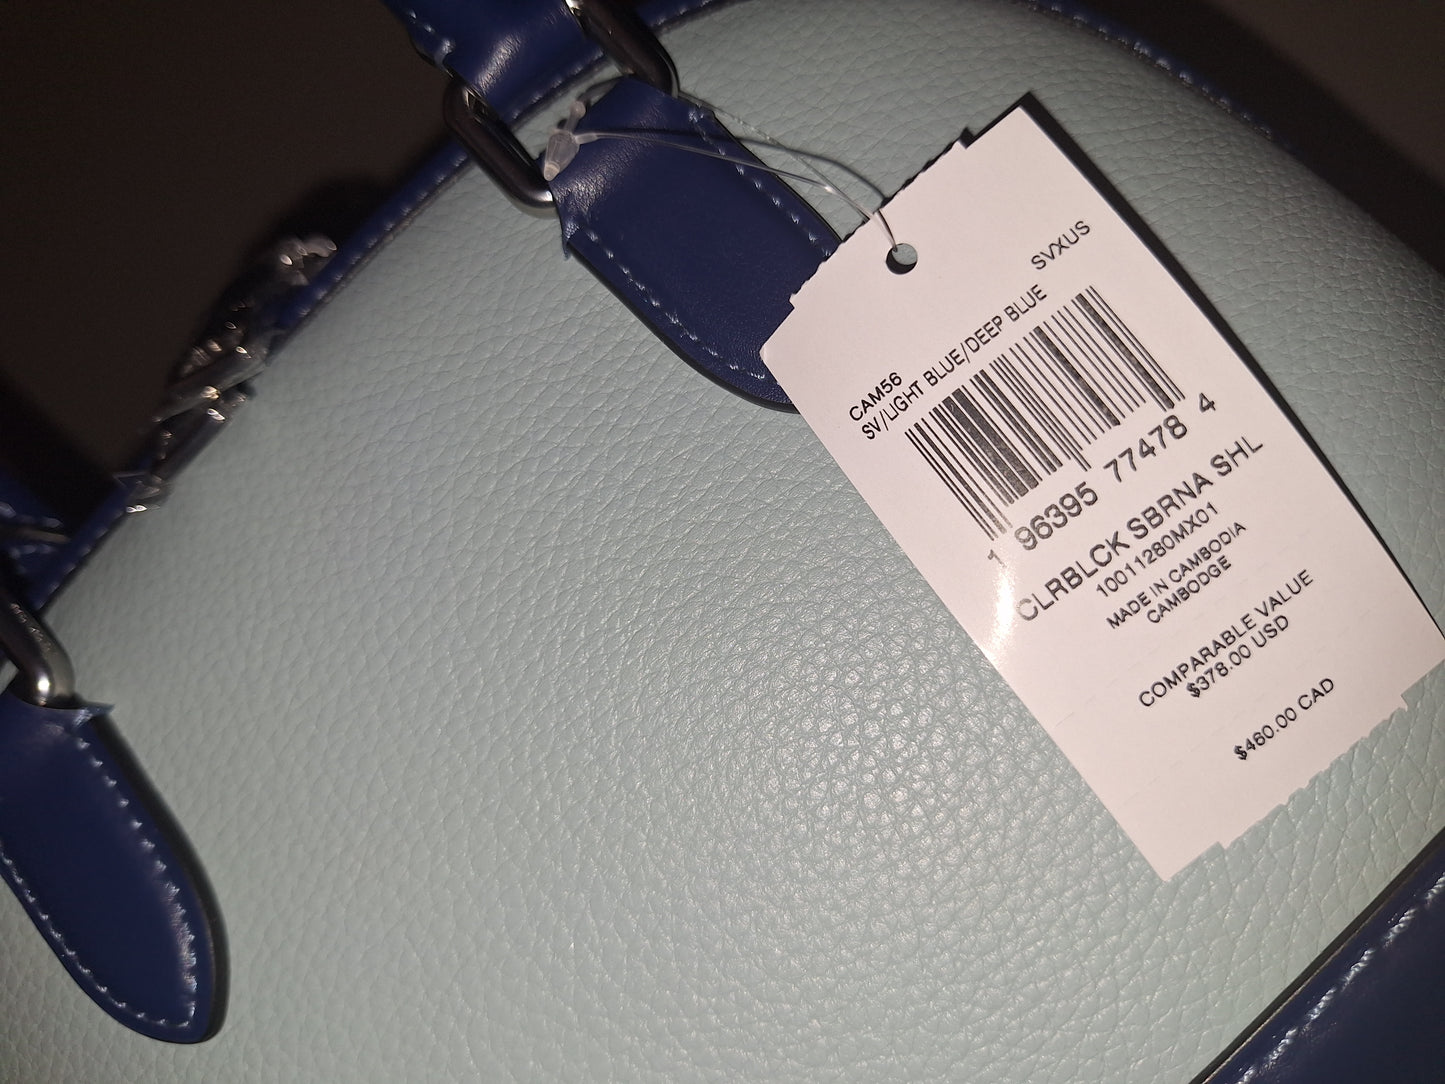 SVXUS
CAM56
SV/LIGHT BLUE/DEEP BLUE
1 96395 77478 4
CLRBLCK SBRNA SHL
10011280MX01
MADE IN CAMBODIA
CAMBODGE
COMPARABLE VALUE
$378.00 USD
$460.00 CAD